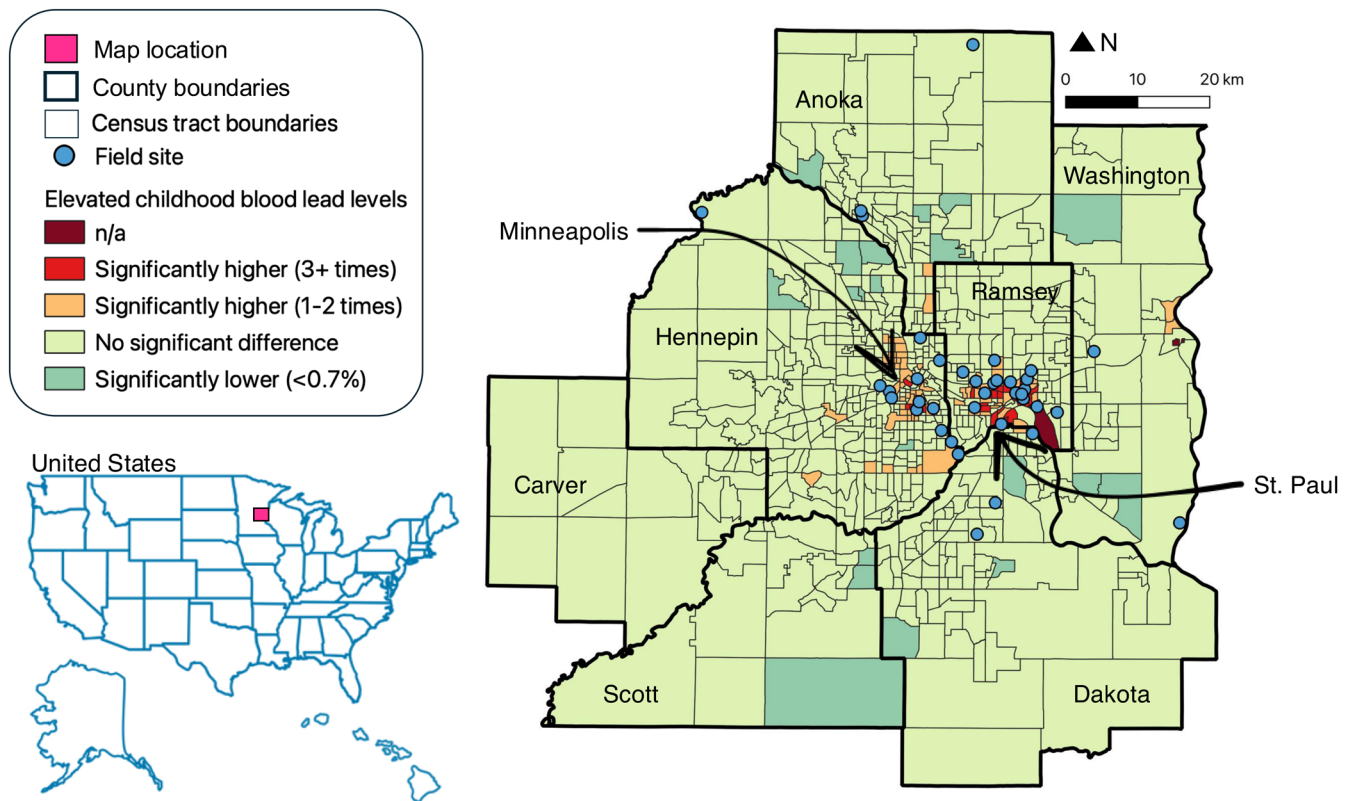 Map location
County boundaries
Census tract boundaries
Field site
Elevated childhood blood lead levels
n/a
Significantly higher (3+ times)
Significantly higher (1-2 times)
No significant difference
Significantly lower (<0.7%)
United States
N
0 10 20 km
Anoka
Washington
Minneapolis
Ramsey
Hennepin
Carver
St. Paul
Scott
Dakota